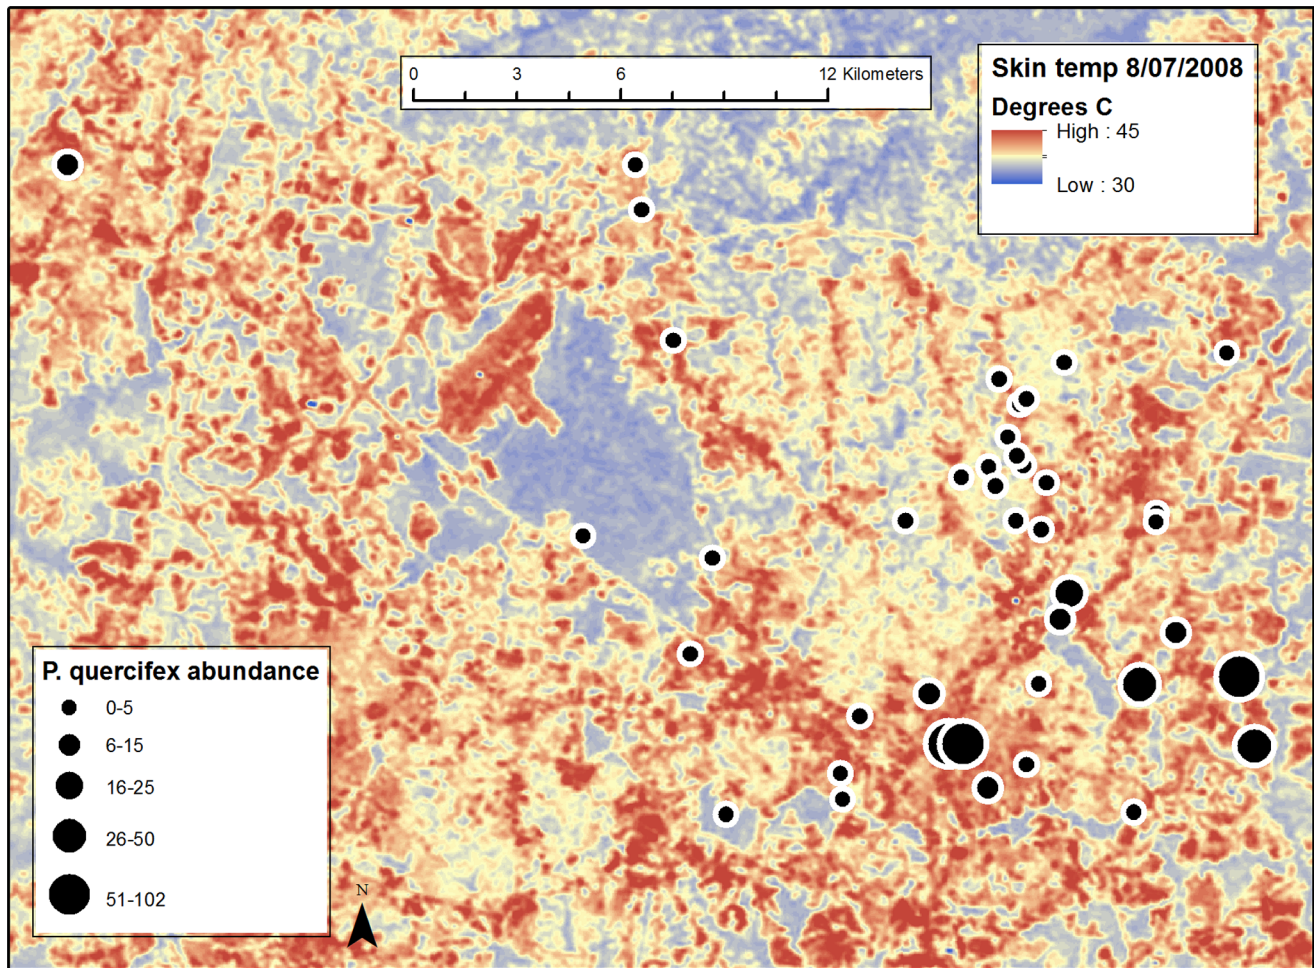 0 3 6 12 Kilometers
Skin temp 8/07/2008
Degrees C
High : 45
Low : 30
P. quercifex abundance
0-5
6-15
16-25
26-50
51-102
N